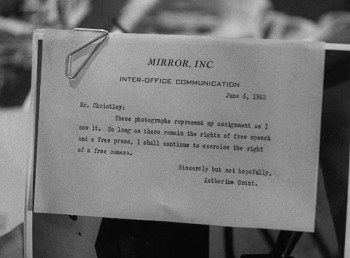 MIRROR, INC.
INTER-OFFICE COMMUNICATION
June 6, 1962
Mr. Christley:
These photographs represent my assignment as I
saw it. So long as there remain the rights of free speech
and a free press, I shall continue to exercise the right
of a free camera.
Sincerely but not hopefully,
Katherine Grant.